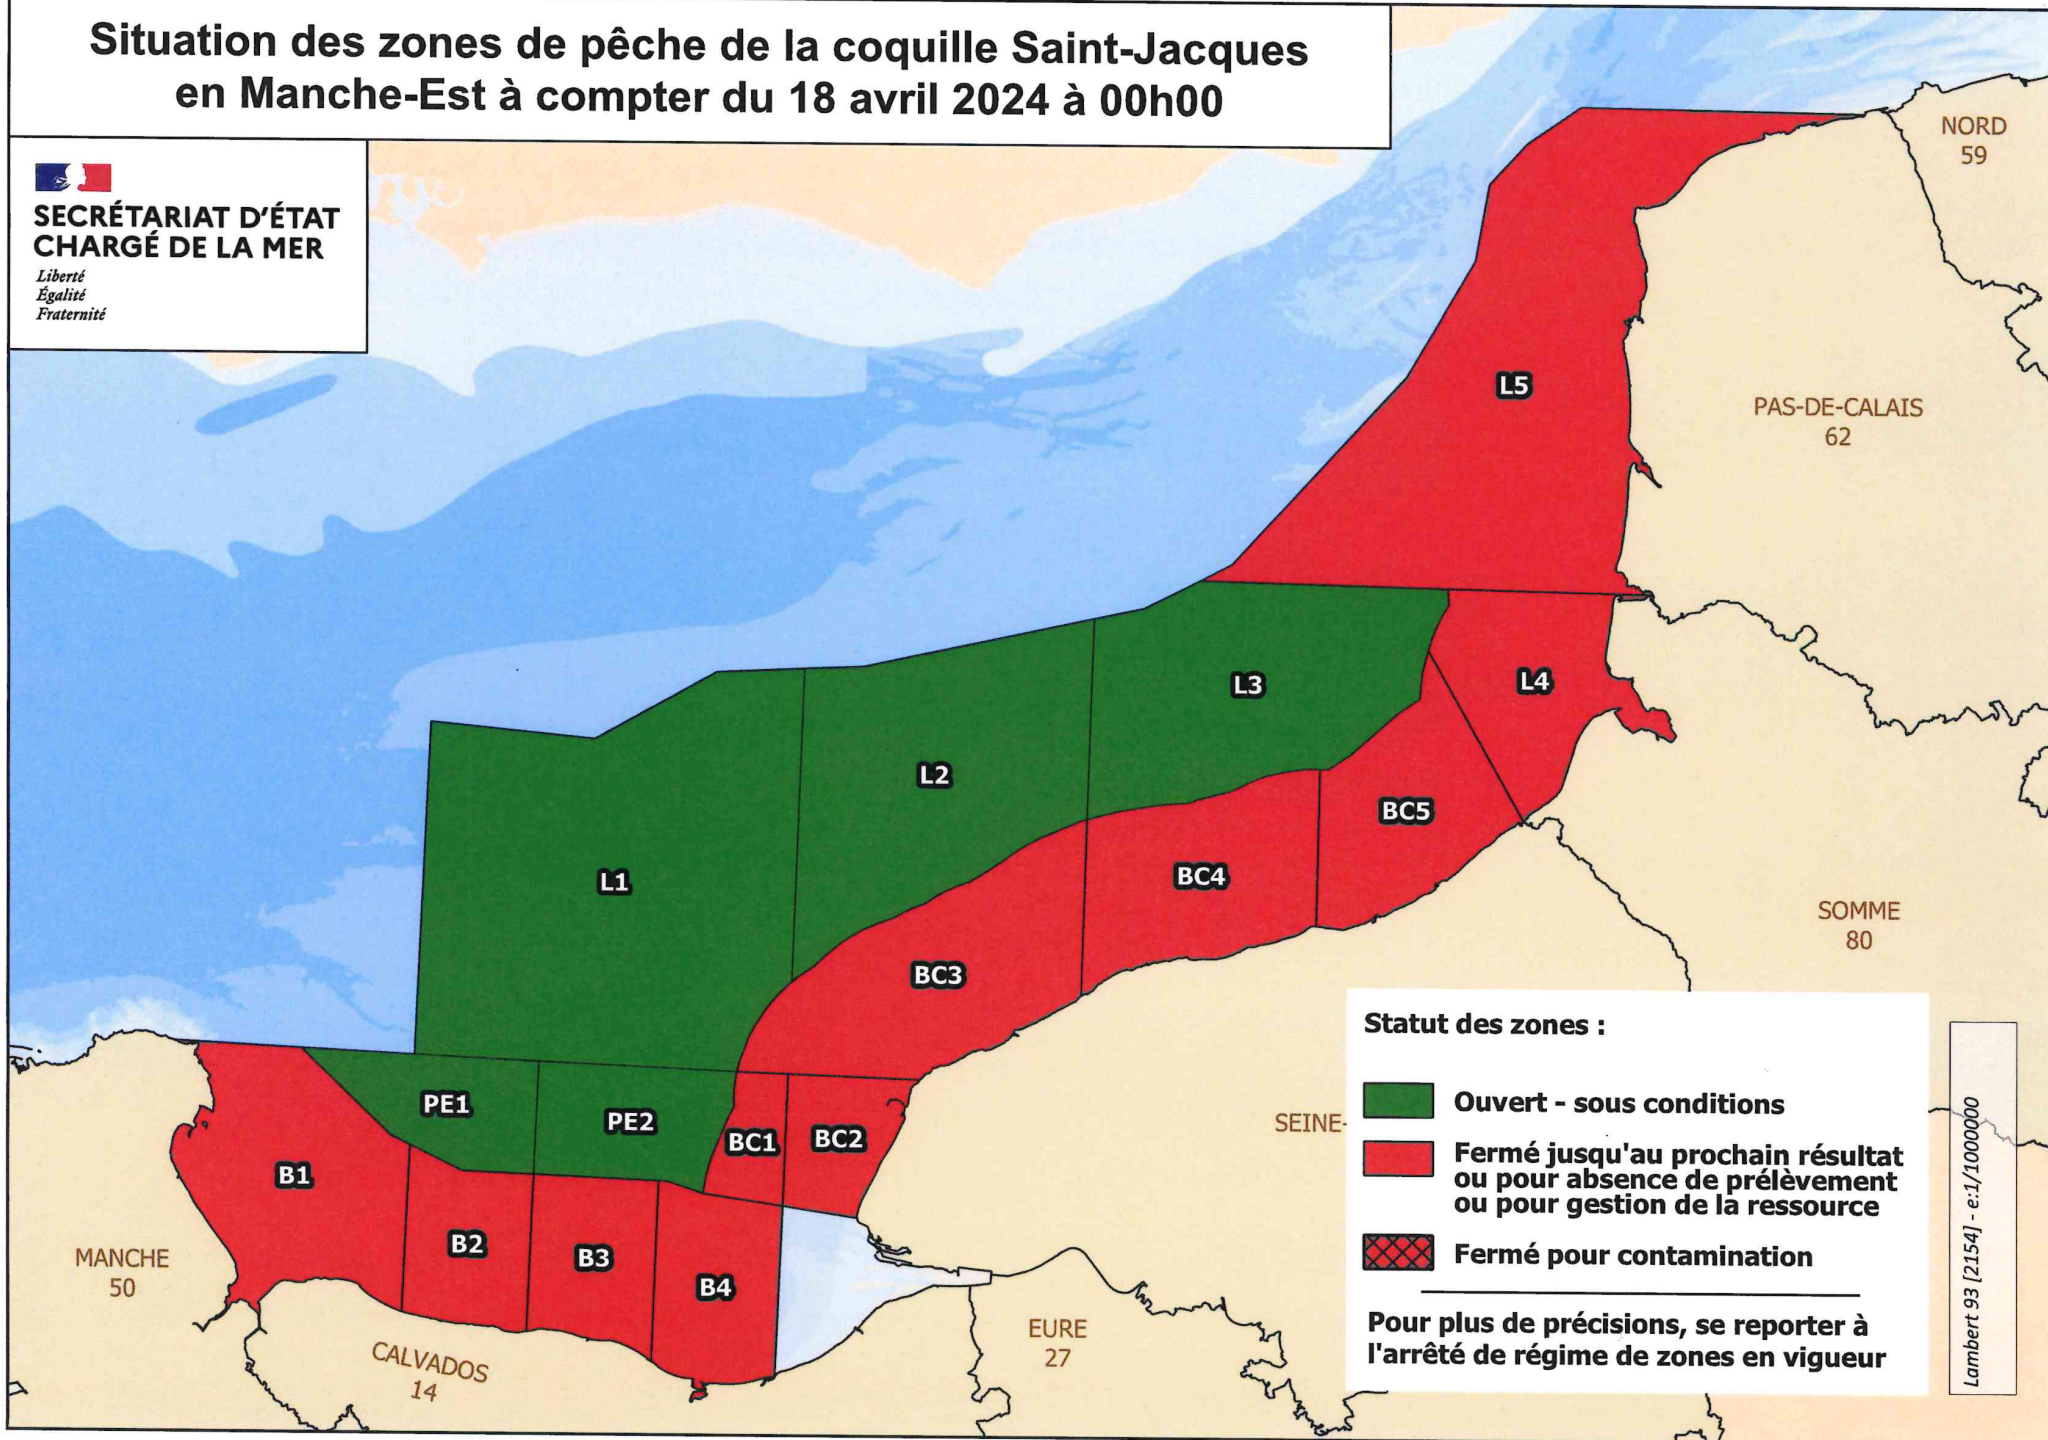 Situation des zones de pêche de la coquille Saint-Jacques
en Manche-Est à compter du 18 avril 2024 à 00h00
SECRÉTARIAT D'ÉTAT
CHARGÉ DE LA MER
Liberté
Égalité
Fraternité
NORD
59
L5
PAS-DE-CALAIS
62
L3
L4
L2
BC5
L1
BC4
SOMME
80
BC3
PE1
PE2
BC1
BC2
B1
B2
B3
B4
SEINE-
MANCHE
50
CALVADOS
14
EURE
27
Statut des zones :
Ouvert - sous conditions
Fermé jusqu'au prochain résultat
ou pour absence de prélèvement
ou pour gestion de la ressource
Fermé pour contamination
Pour plus de précisions, se reporter à
l'arrêté de régime de zones en vigueur
Lambert 93 [2154] - e:1/1000000